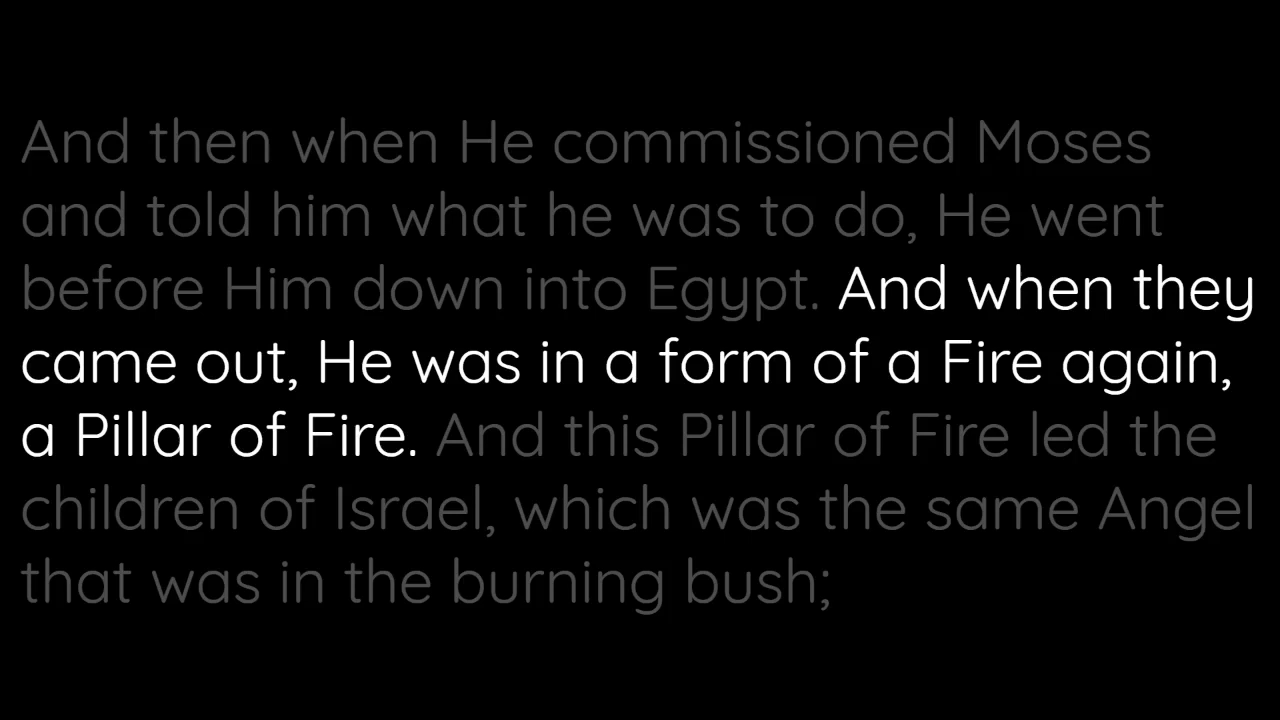 And then when He commissioned Moses
and told him what he was to do, He went
before Him down into Egypt. And when they
came out, He was in a form of a Fire again,
a Pillar of Fire. And this Pillar of Fire led the
children of Israel, which was the same Angel
that was in the burning bush;